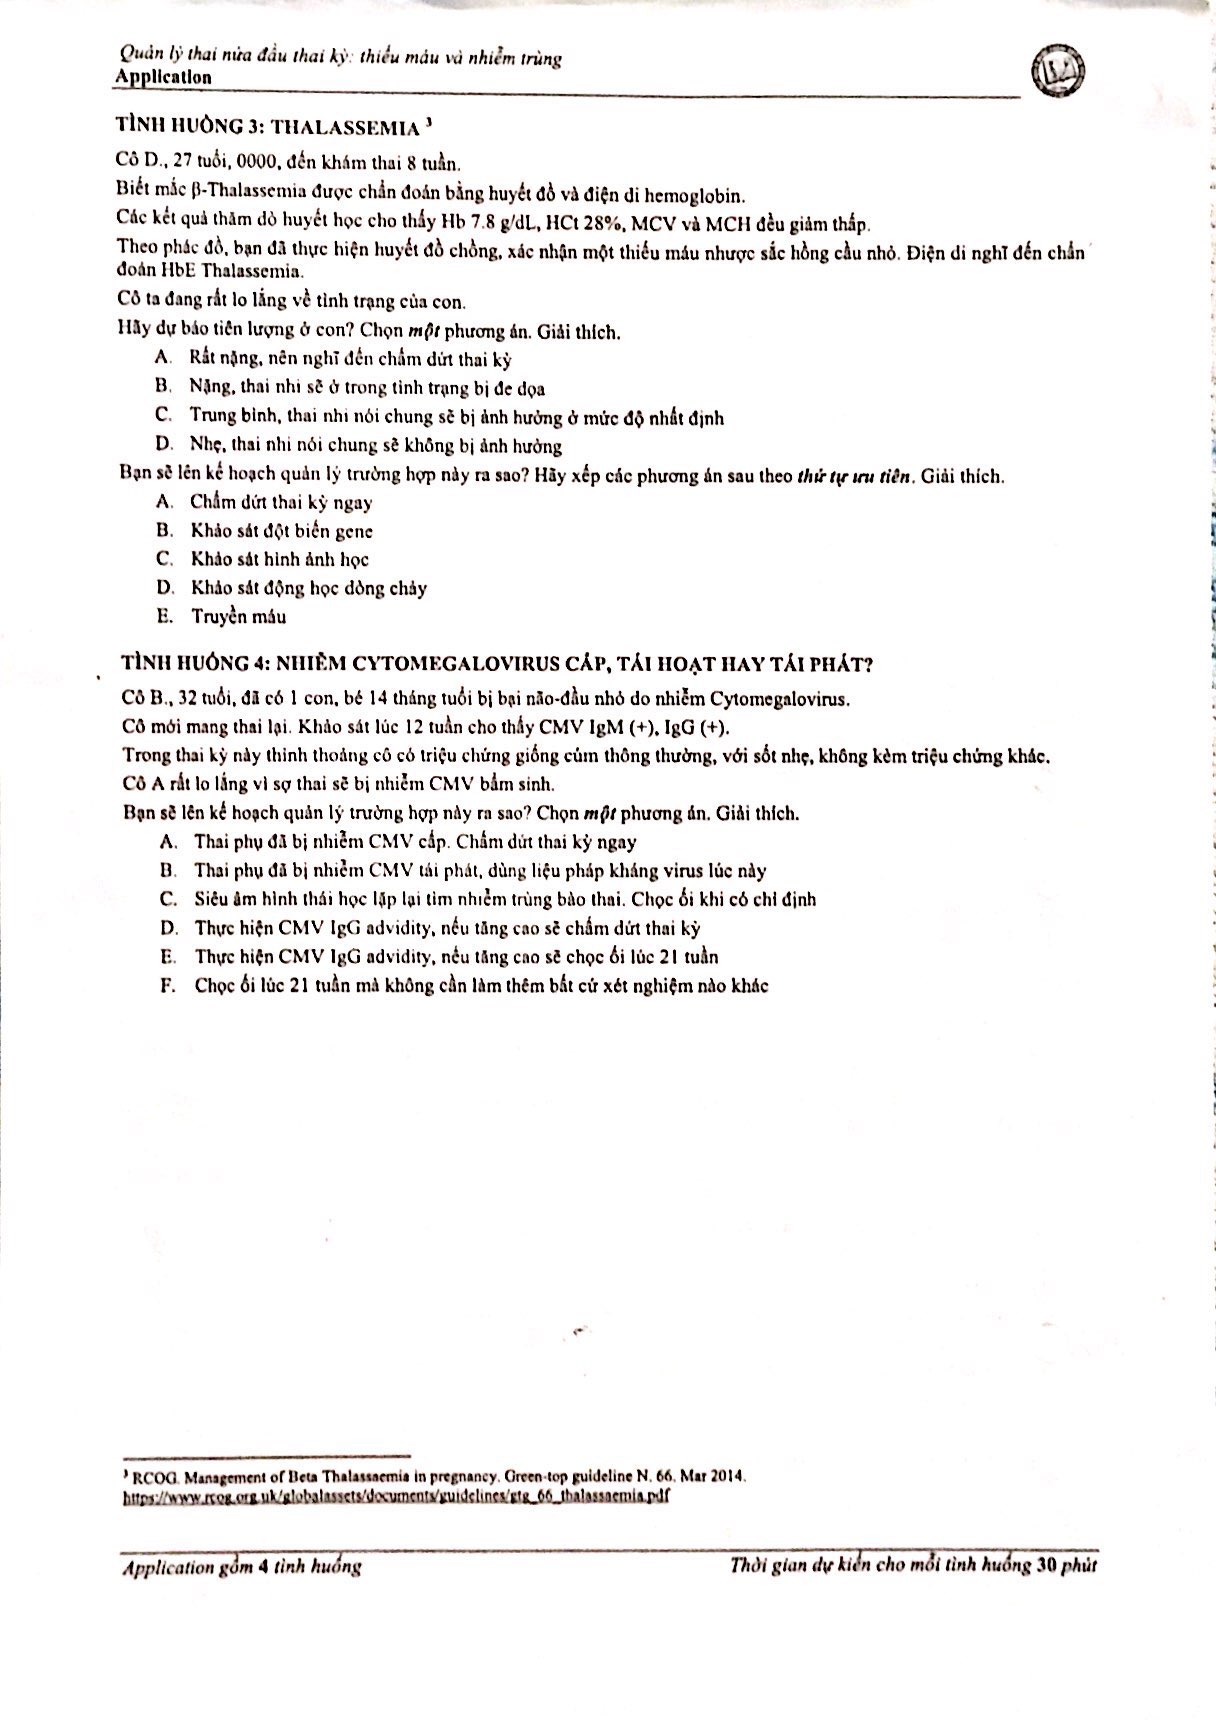 Quản lý thai nửa đầu thai kỳ: thiếu máu và nhiễm trùng
Application
TÌNH HUỐNG 3: THALASSEMIA 3
Cô D., 27 tuổi, 0000, đến khám thai 8 tuần.
Biết mắc β-Thalassemia được chẩn đoán bằng huyết đồ và điện di hemoglobin.
Các kết quả thăm dò huyết học cho thấy Hb 7.8 g/dL, HCt 28%, MCV và MCH đều giảm thấp.
Theo phác đồ, bạn đã thực hiện huyết đồ chồng, xác nhận một thiếu máu nhược sắc hồng cầu nhỏ. Điện di nghĩ đến chẩn
đoán HbE Thalassemia.
Cô ta đang rất lo lắng về tình trạng của con.
Hãy dự báo tiên lượng ở con? Chọn một phương án. Giải thích.
A. Rất nặng, nên nghĩ đến chấm dứt thai kỳ
B. Nặng, thai nhi sẽ ở trong tình trạng bị đe dọa
C. Trung bình, thai nhi nói chung sẽ bị ảnh hưởng ở mức độ nhất định
D. Nhẹ, thai nhi nói chung sẽ không bị ảnh hưởng
Bạn sẽ lên kế hoạch quản lý trường hợp này ra sao? Hãy xếp các phương án sau theo thứ tự ưu tiên. Giải thích.
A. Chấm dứt thai kỳ ngay
B. Khảo sát đột biến gene
C. Khảo sát hình ảnh học
D. Khảo sát động học dòng chảy
E. Truyền máu
TÌNH HUỐNG 4: NHIỄM CYTOMEGALOVIRUS CẤP, TÁI HOẠT HAY TÁI PHÁT?
Cô B., 32 tuổi, đã có 1 con, bé 14 tháng tuổi bị bại não-đầu nhỏ do nhiễm Cytomegalovirus.
Cô mới mang thai lại. Khảo sát lúc 12 tuần cho thấy CMV IgM (+), IgG (+).
Trong thai kỳ này thỉnh thoảng cô có triệu chứng giống cúm thông thường, với sốt nhẹ, không kèm triệu chứng khác.
Cô A rất lo lắng vì sợ thai sẽ bị nhiễm CMV bẩm sinh.
Bạn sẽ lên kế hoạch quản lý trường hợp này ra sao? Chọn một phương án. Giải thích.
A. Thai phụ đã bị nhiễm CMV cấp. Chấm dứt thai kỳ ngay
B. Thai phụ đã bị nhiễm CMV tái phát, dùng liệu pháp kháng virus lúc này
C. Siêu âm hình thái học lặp lại tìm nhiễm trùng bào thai. Chọc ối khi có chỉ định
D. Thực hiện CMV IgG advidity, nếu tăng cao sẽ chấm dứt thai kỳ
E. Thực hiện CMV IgG advidity, nếu tăng cao sẽ chọc ối lúc 21 tuần
F. Chọc ối lúc 21 tuần mà không cần làm thêm bất cứ xét nghiệm nào khác
3 RCOG. Management of Beta Thalassaemia in pregnancy. Green-top guideline N. 66. Mar 2014.
https://www.rcog.org.uk/globalassets/documents/guidelines/gtg_66_thalassaemia.pdf
Application gồm 4 tình huống
Thời gian dự kiến cho mỗi tình huống 30 phút